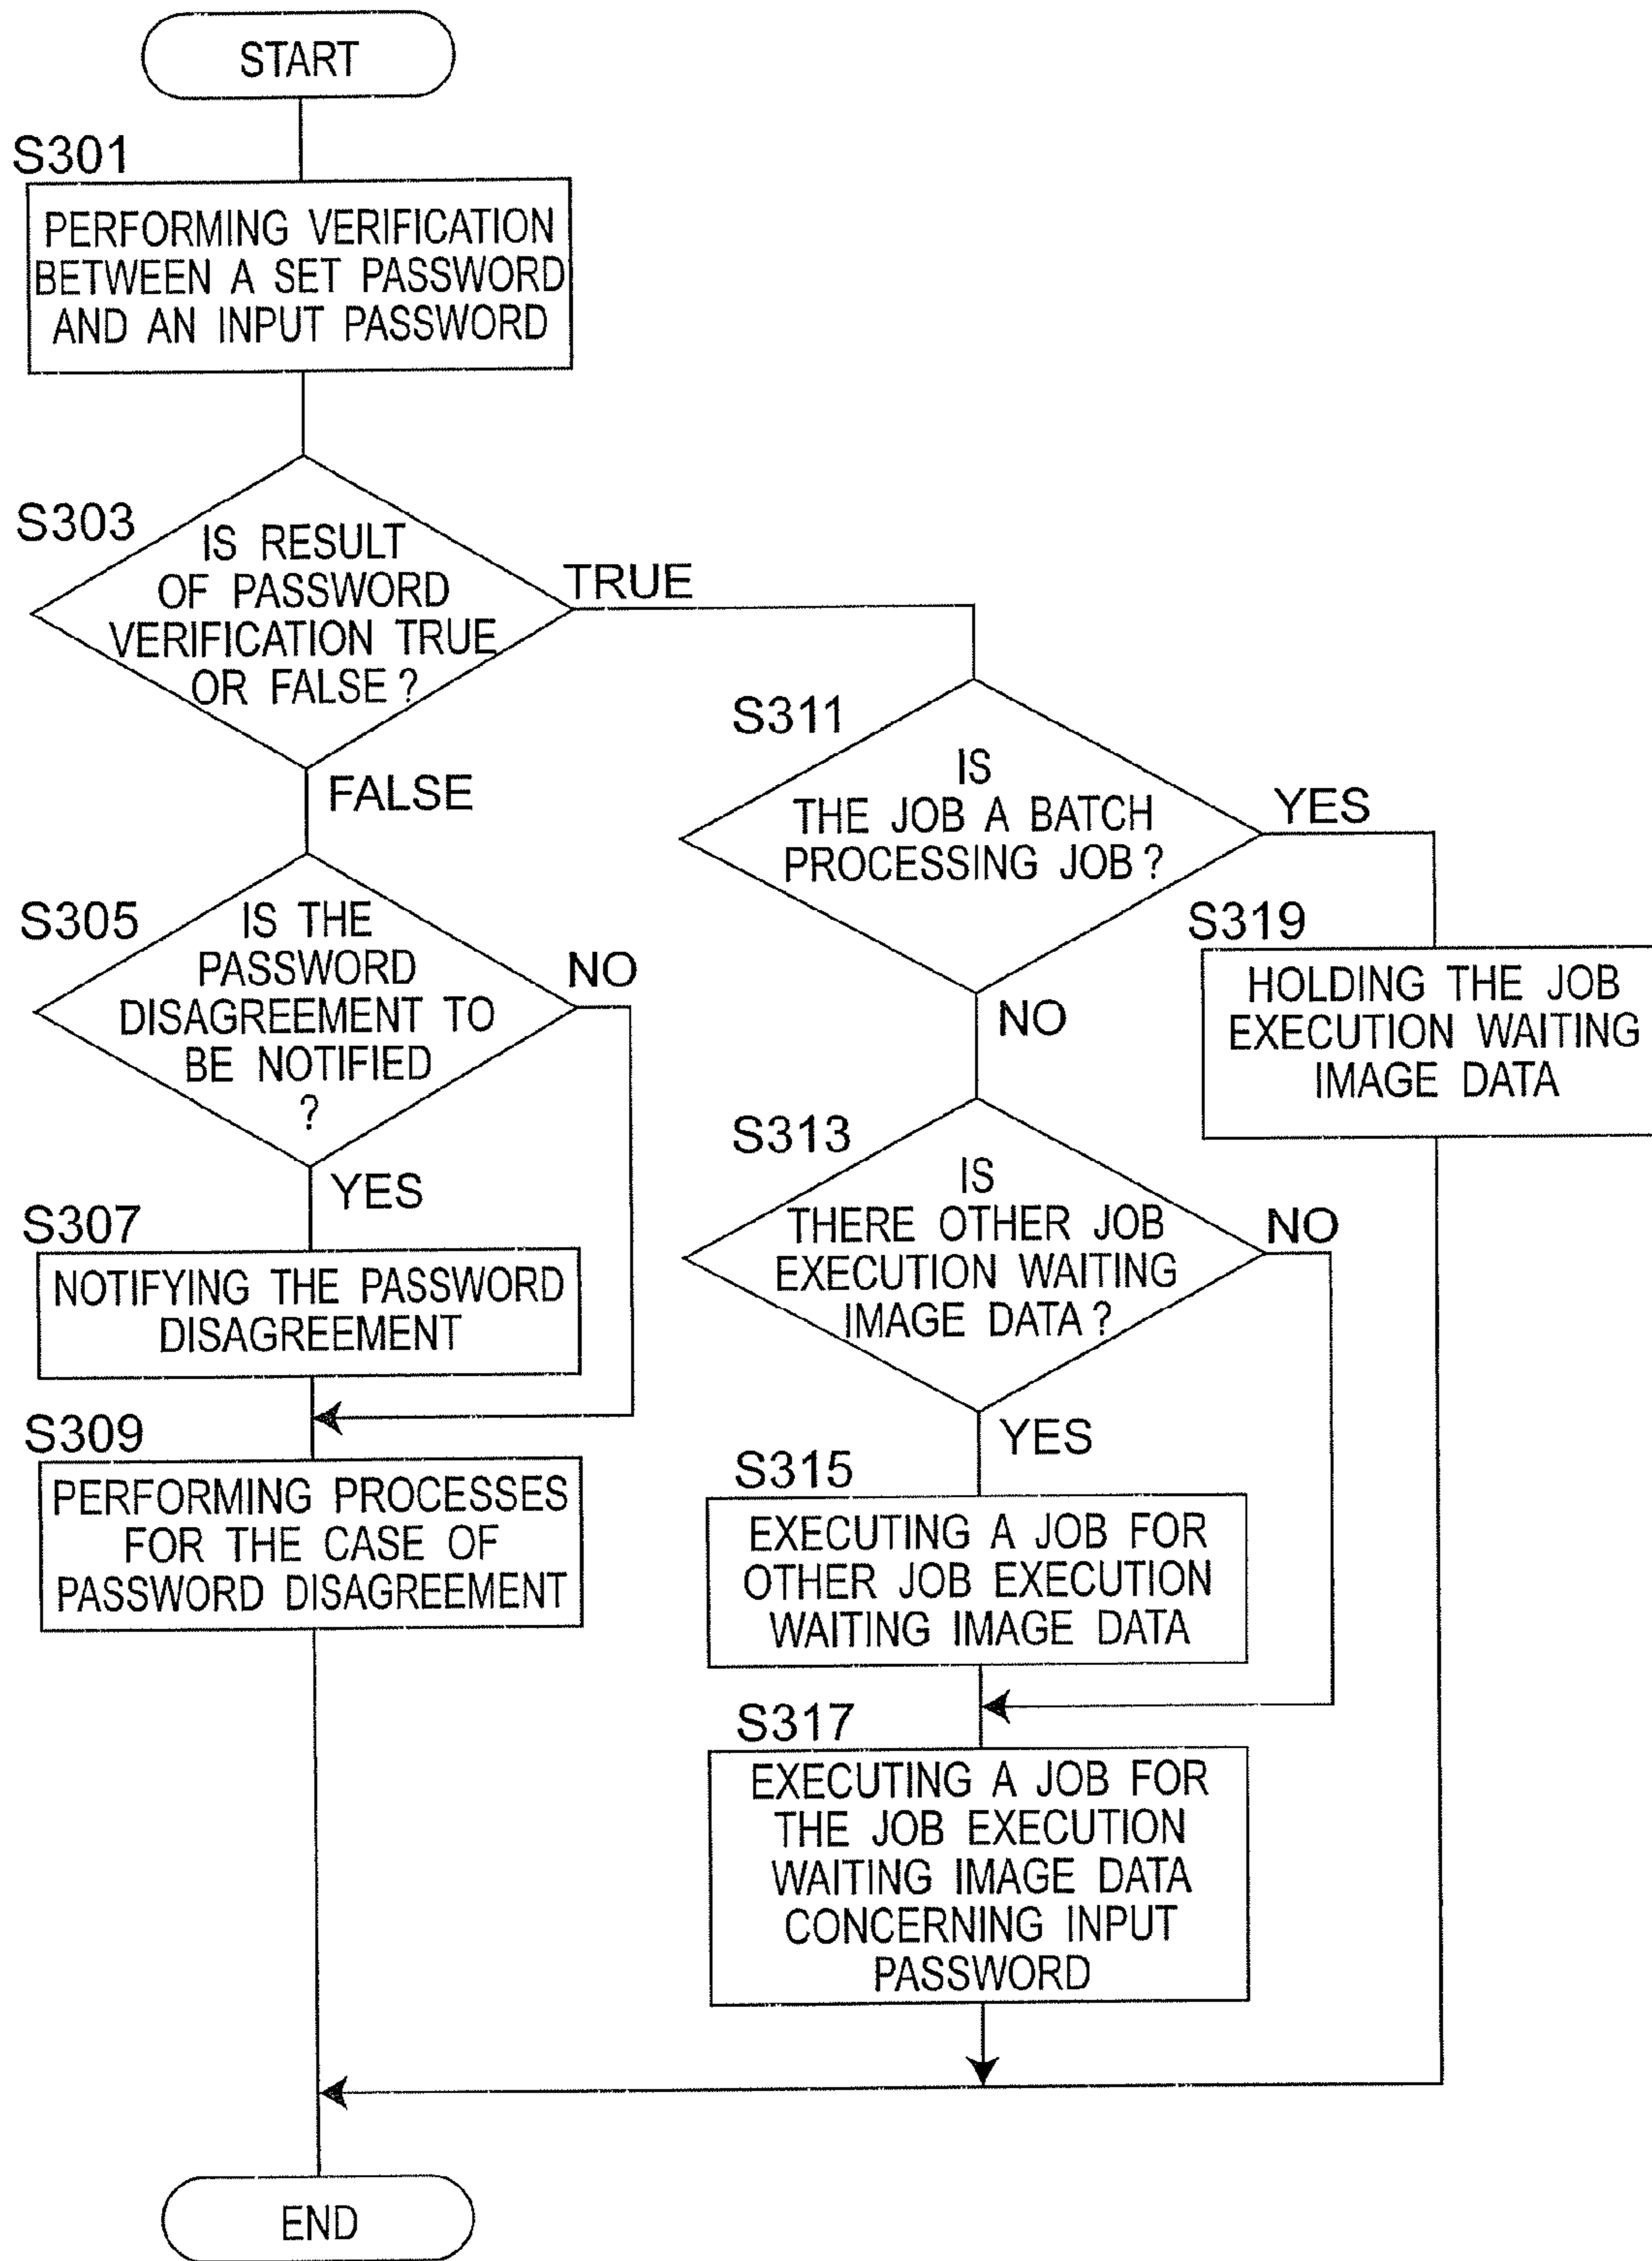 START
S301
PERFORMING VERIFICATION
BETWEEN A SET PASSWORD
AND AN INPUT PASSWORD
S303
IS RESULT
OF PASSWORD
VERIFICATION TRUE
OR FALSE?
TRUE
FALSE
S305
IS THE
PASSWORD
DISAGREEMENT TO
BE NOTIFIED
?
NO
YES
S307
NOTIFYING THE PASSWORD
DISAGREEMENT
S309
PERFORMING PROCESSES
FOR THE CASE OF
PASSWORD DISAGREEMENT
S311
IS
THE JOB A BATCH
PROCESSING JOB?
YES
NO
S319
HOLDING THE JOB
EXECUTION WAITING
IMAGE DATA
S313
IS
THERE OTHER JOB
EXECUTION WAITING
IMAGE DATA?
NO
YES
S315
EXECUTING A JOB FOR
OTHER JOB EXECUTION
WAITING IMAGE DATA
S317
EXECUTING A JOB FOR
THE JOB EXECUTION
WAITING IMAGE DATA
CONCERNING INPUT
PASSWORD
END